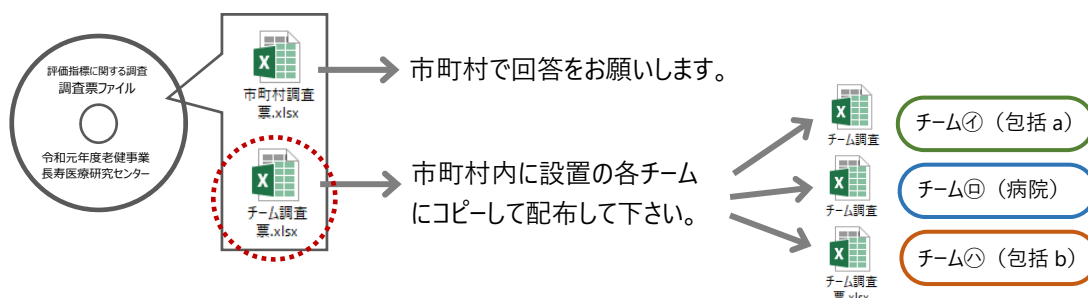 評価指標に関する調査
調査票ファイル
令和元年度老健事業
長寿医療研究センター
市町村調査
票.xlsx
市町村で回答をお願いします。
チーム調査
票.xlsx
市町村内に設置の各チーム
にコピーして配布して下さい。
チーム調査
チーム㋑（包括 a）
チーム調査
チーム㋺（病院）
チーム調査
票.xlsx
チーム㋩（包括 b）